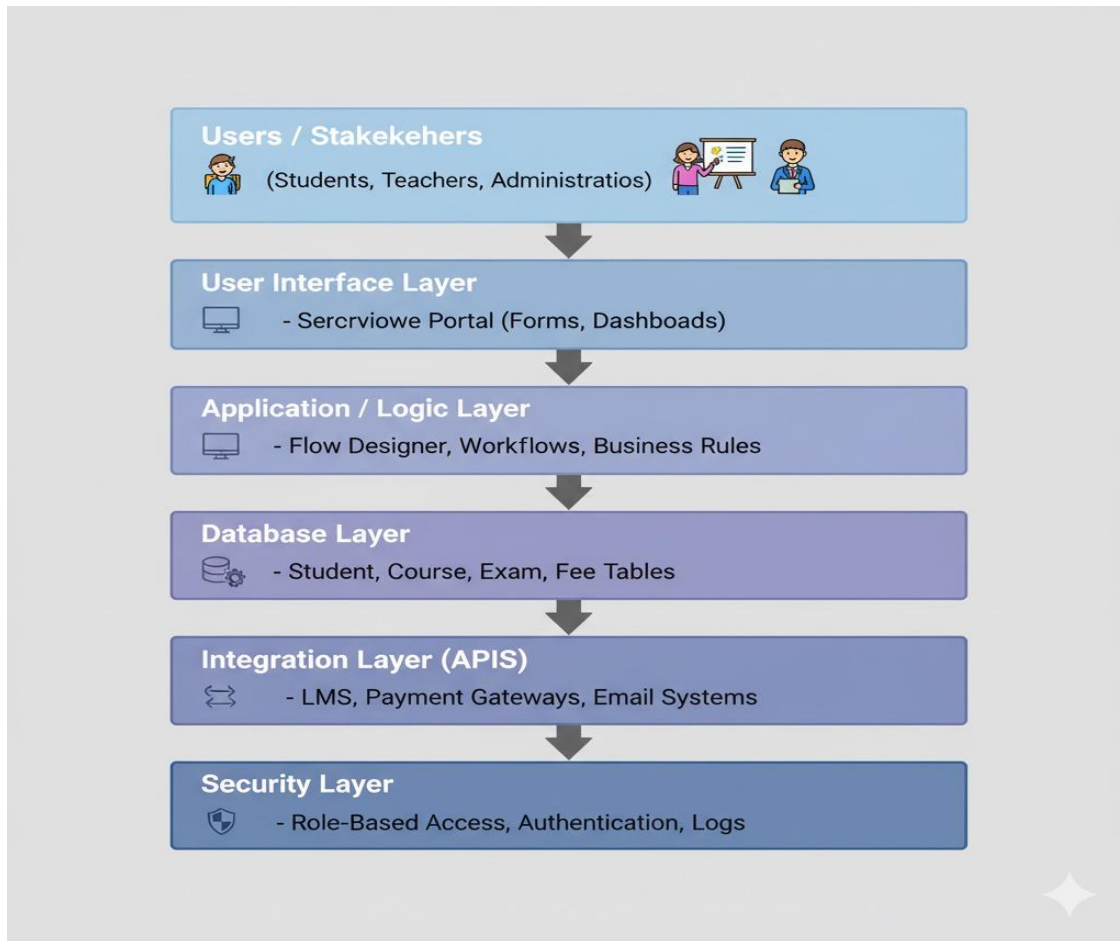 Users / Stakekehers
(Students, Teachers, Administratios)
User Interface Layer
- Sercrviowe Portal (Forms, Dashboads)
Application / Logic Layer
- Flow Designer, Workflows, Business Rules
Database Layer
- Student, Course, Exam, Fee Tables
Integration Layer (APIS)
- LMS, Payment Gateways, Email Systems
Security Layer
- Role-Based Access, Authentication, Logs